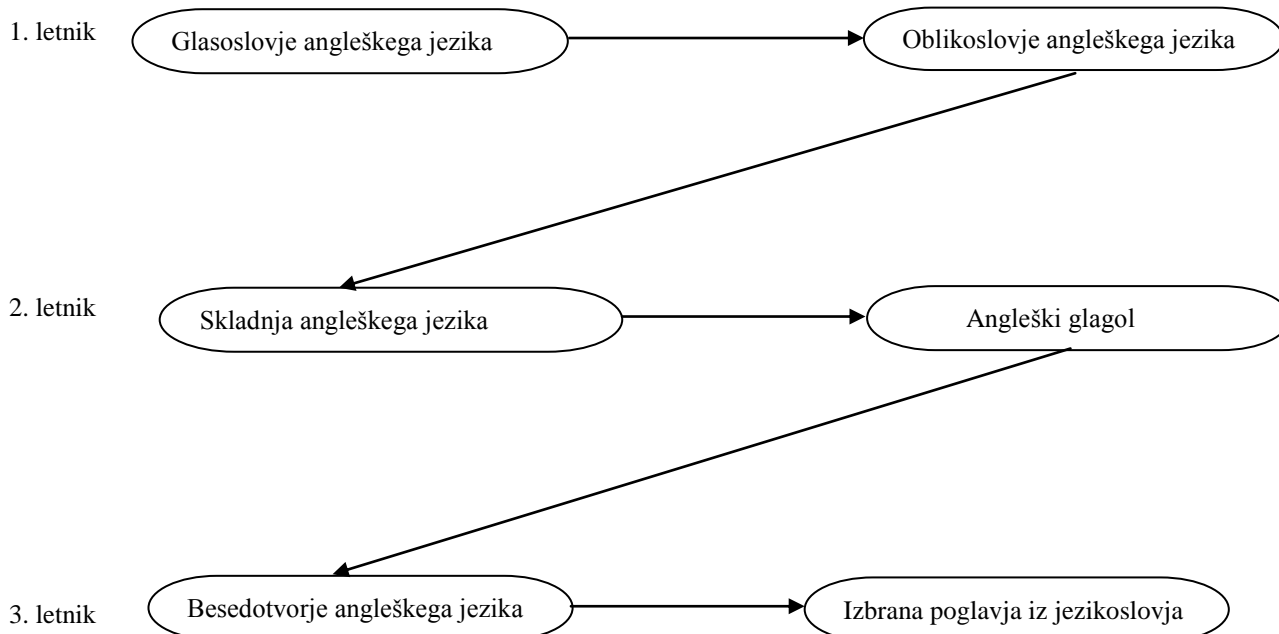 1. letnik
Glasoslovje angleškega jezika
Oblikoslovje angleškega jezika
2. letnik
Skladnja angleškega jezika
Angleški glagol
3. letnik
Besedotvorje angleškega jezika
Izbrana poglavja iz jezikoslovja